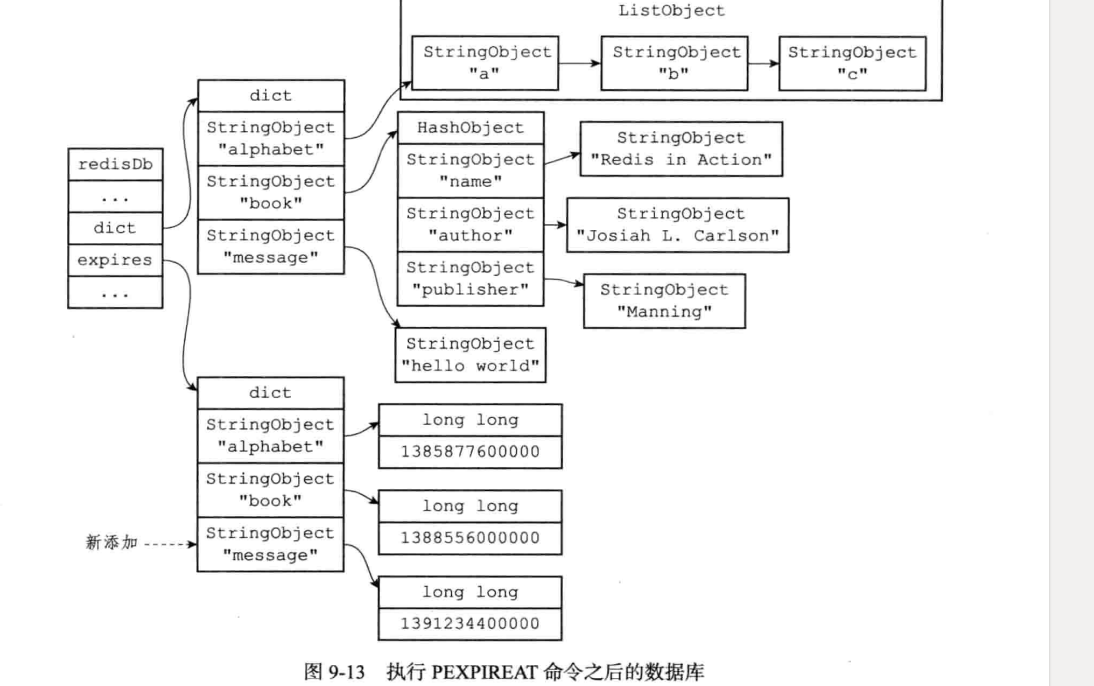 ListObject
StringObject
"a"
StringObject
"b"
StringObject
"c"
dict
StringObject
"alphabet"
StringObject
"book"
StringObject
"message"
redisDb
...
dict
expires
...
HashObject
StringObject
"name"
StringObject
"author"
StringObject
"publisher"
StringObject
"Redis in Action"
StringObject
"Josiah L. Carlson"
StringObject
"Manning"
StringObject
"hello world"
dict
StringObject
"alphabet"
StringObject
"book"
StringObject
"message"
新添加
long long
1385877600000
long long
1388556000000
long long
1391234400000
图 9-13 执行 PEXPIREAT 命令之后的数据库